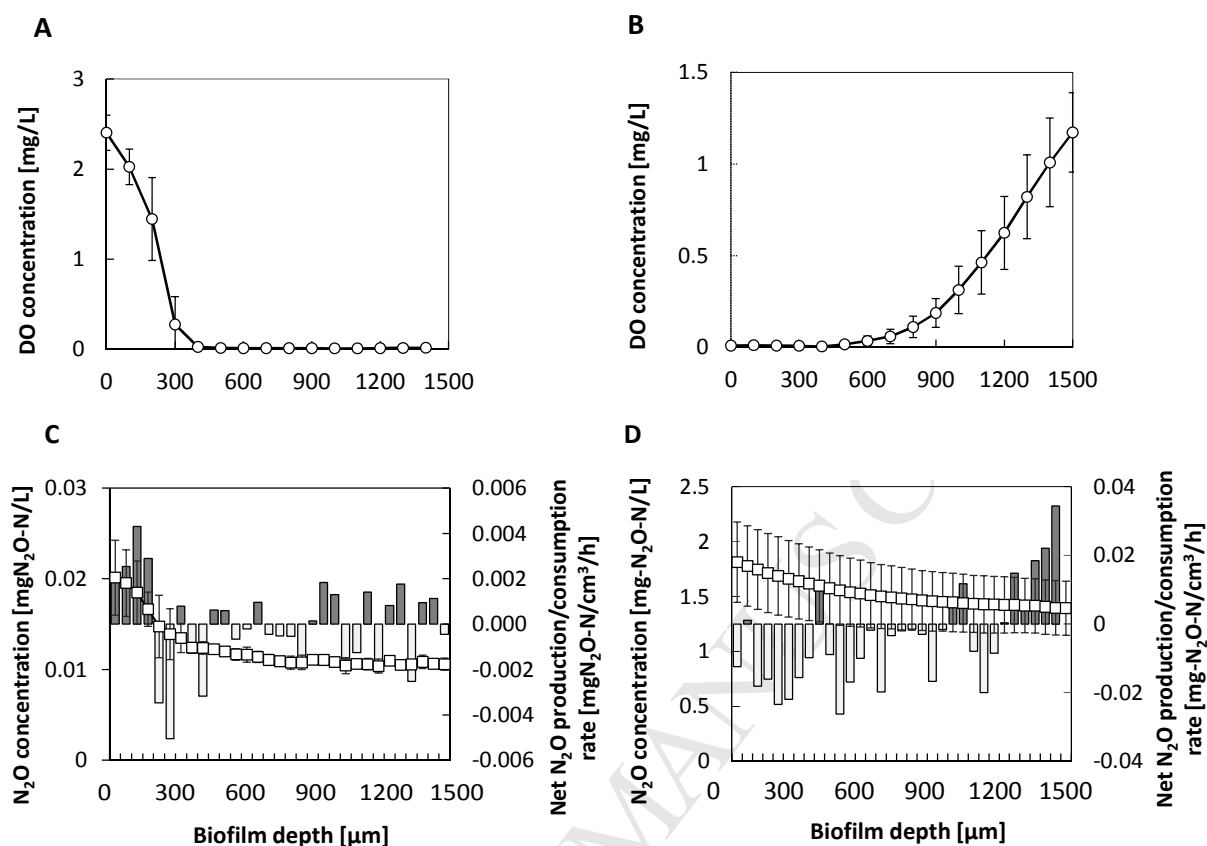 A
B
DO concentration [mg/L]
3
2
1
0
0 300 600 900 1200 1500
DO concentration [mg/L]
1.5
1
0.5
0
0 300 600 900 1200 1500
C
D
N₂O concentration [mgN₂O-N/L]
0.03
0.02
0.01
0
0.006
0.004
0.002
0.000
-0.002
-0.004
-0.006
Net N₂O production/consumption
rate [mgN₂O-N/cm³/h]
0 300 600 900 1200 1500
Biofilm depth [µm]
N₂O concentration [mg-N₂O-N/L]
2.5
2
1.5
1
0.5
0
0.04
0.02
0
-0.02
-0.04
Net N₂O production/consumption
rate [mg-N₂O-N/cm³/h]
0 300 600 900 1200 1500
Biofilm depth [µm]
MANUSC